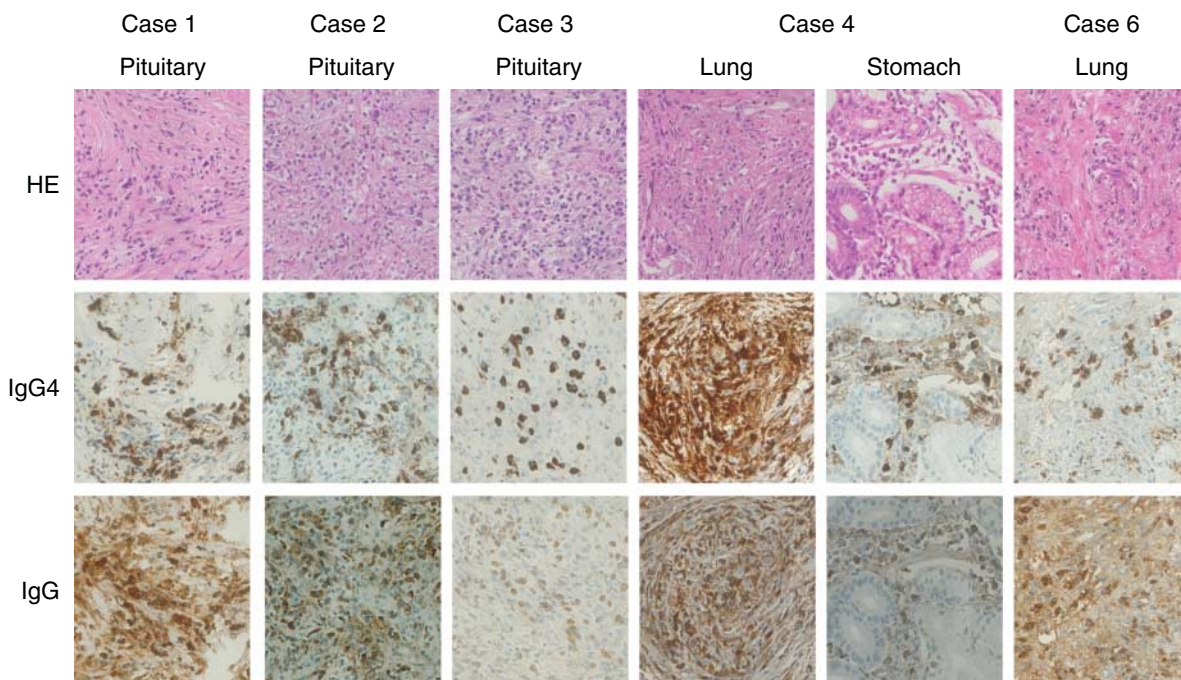 Case 1 Case 2 Case 3 Case 4 Case 6
Pituitary Pituitary Pituitary Lung Stomach Lung
HE
IgG4
IgG